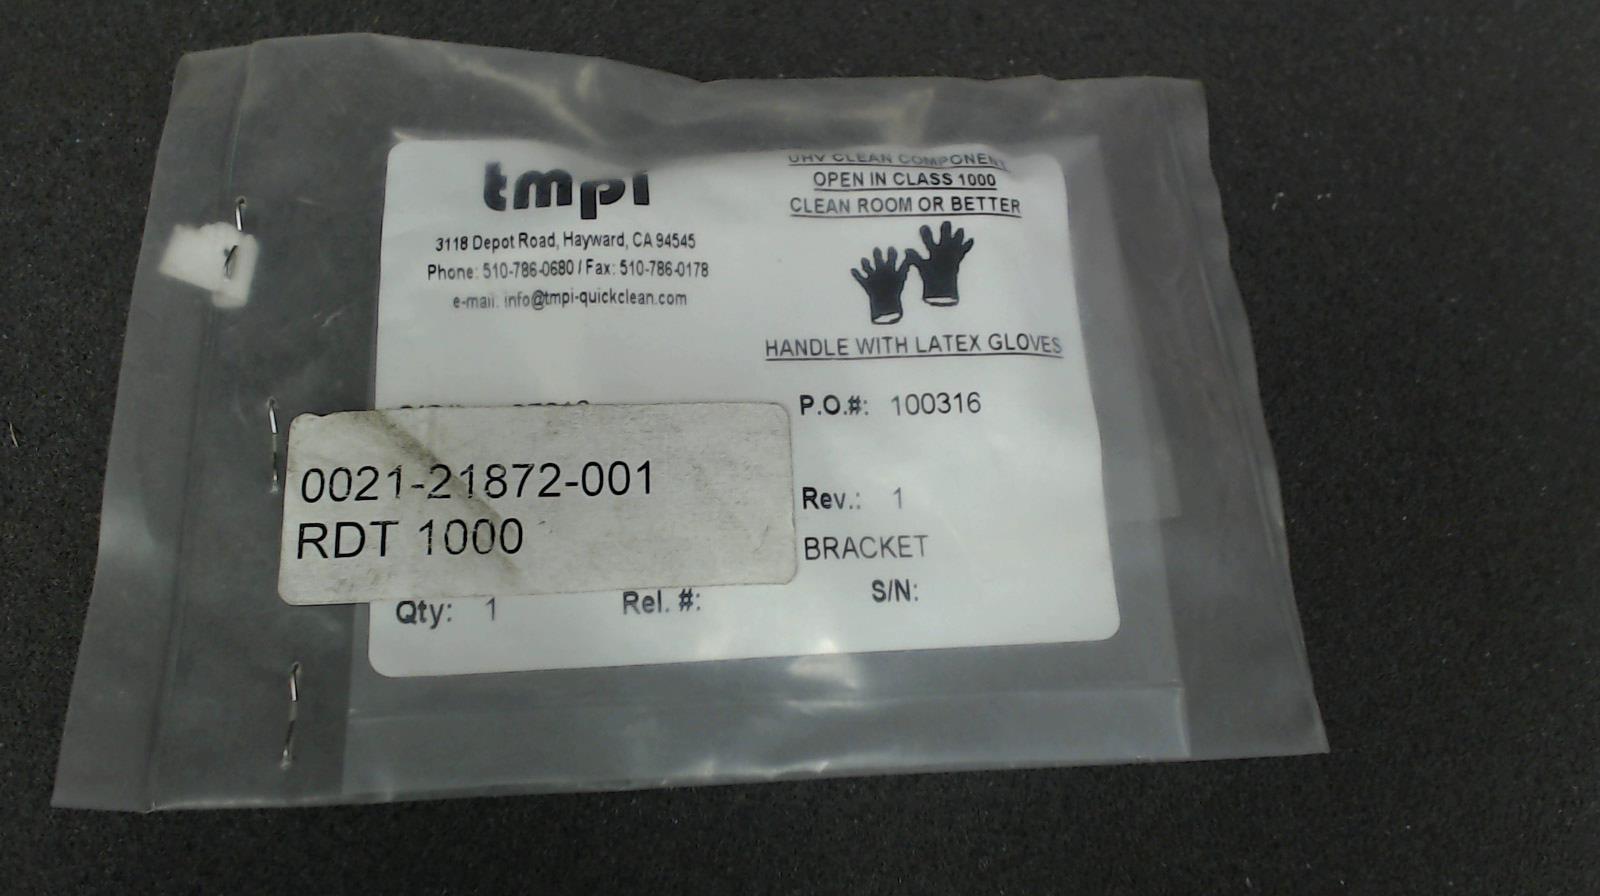 tmpi
3118 Depot Road, Hayward, CA 94545
Phone: 510-786-0680 / Fax: 510-786-0178
e-mail: info@tmpi-quickclean.com
UHV CLEAN COMPONENT
OPEN IN CLASS 1000
CLEAN ROOM OR BETTER
HANDLE WITH LATEX GLOVES
P.O.#: 100316
0021-21872-001
RDT 1000
Rev.: 1
BRACKET
Qty: 1
Rel. #:
S/N: